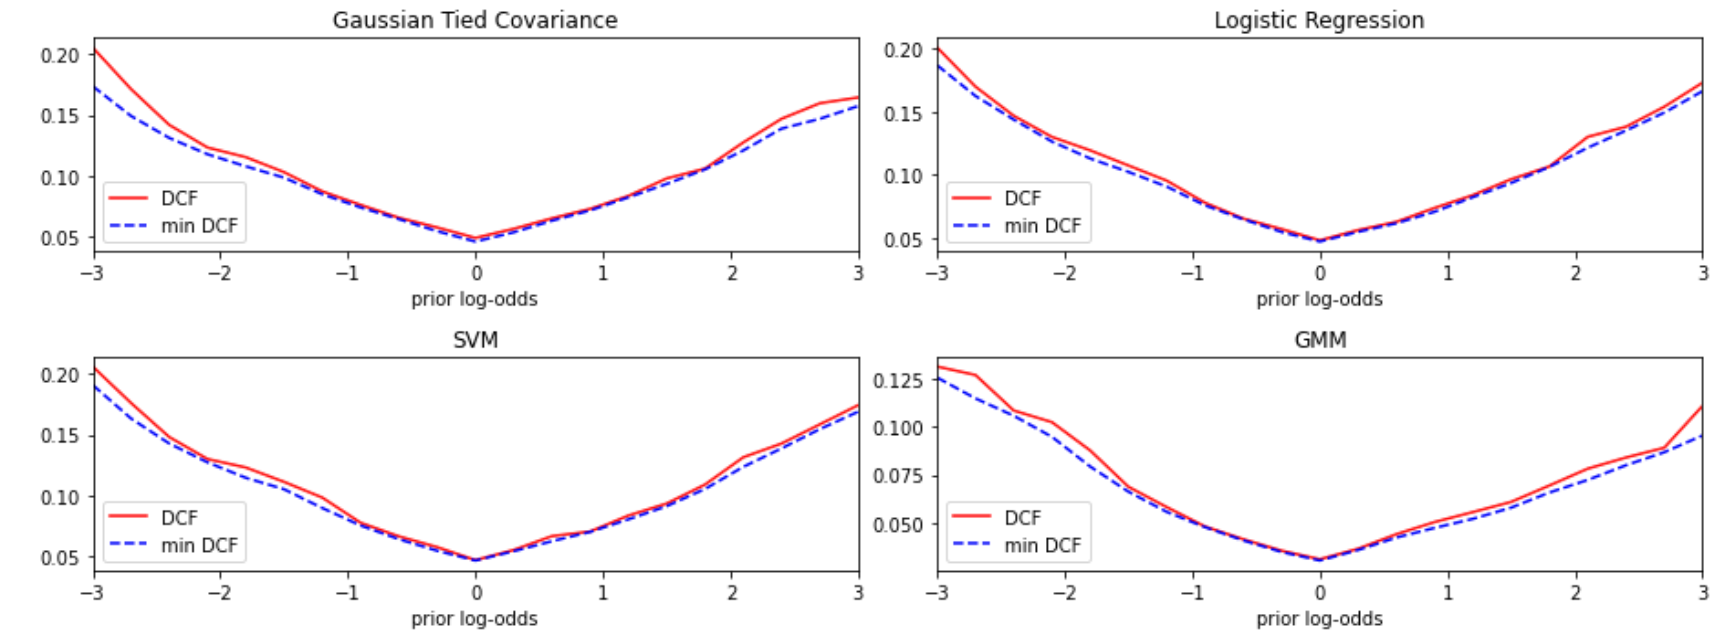 Gaussian Tied Covariance
0.20
0.15
0.10
0.05
DCF
min DCF
−3 −2 −1 0 1 2 3
prior log-odds
Logistic Regression
0.20
0.15
0.10
0.05
DCF
min DCF
−3 −2 −1 0 1 2 3
prior log-odds
SVM
0.20
0.15
0.10
0.05
DCF
min DCF
−3 −2 −1 0 1 2 3
prior log-odds
GMM
0.125
0.100
0.075
0.050
DCF
min DCF
−3 −2 −1 0 1 2 3
prior log-odds